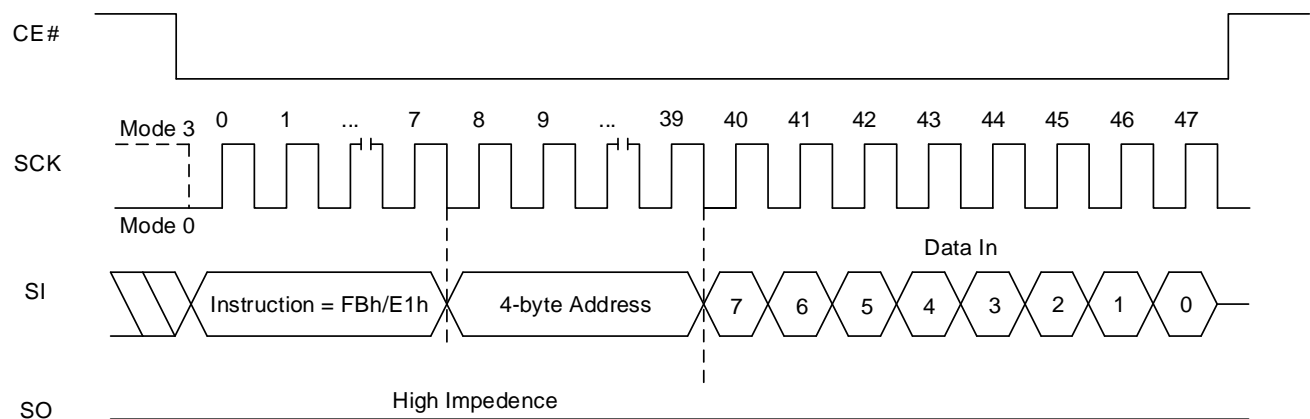 CE#
Mode 3 0 1 ... 7 8 9 ... 39 40 41 42 43 44 45 46 47
SCK
Mode 0
Data In
SI Instruction = FBh/E1h 4-byte Address 7 6 5 4 3 2 1 0
High Impedence
SO